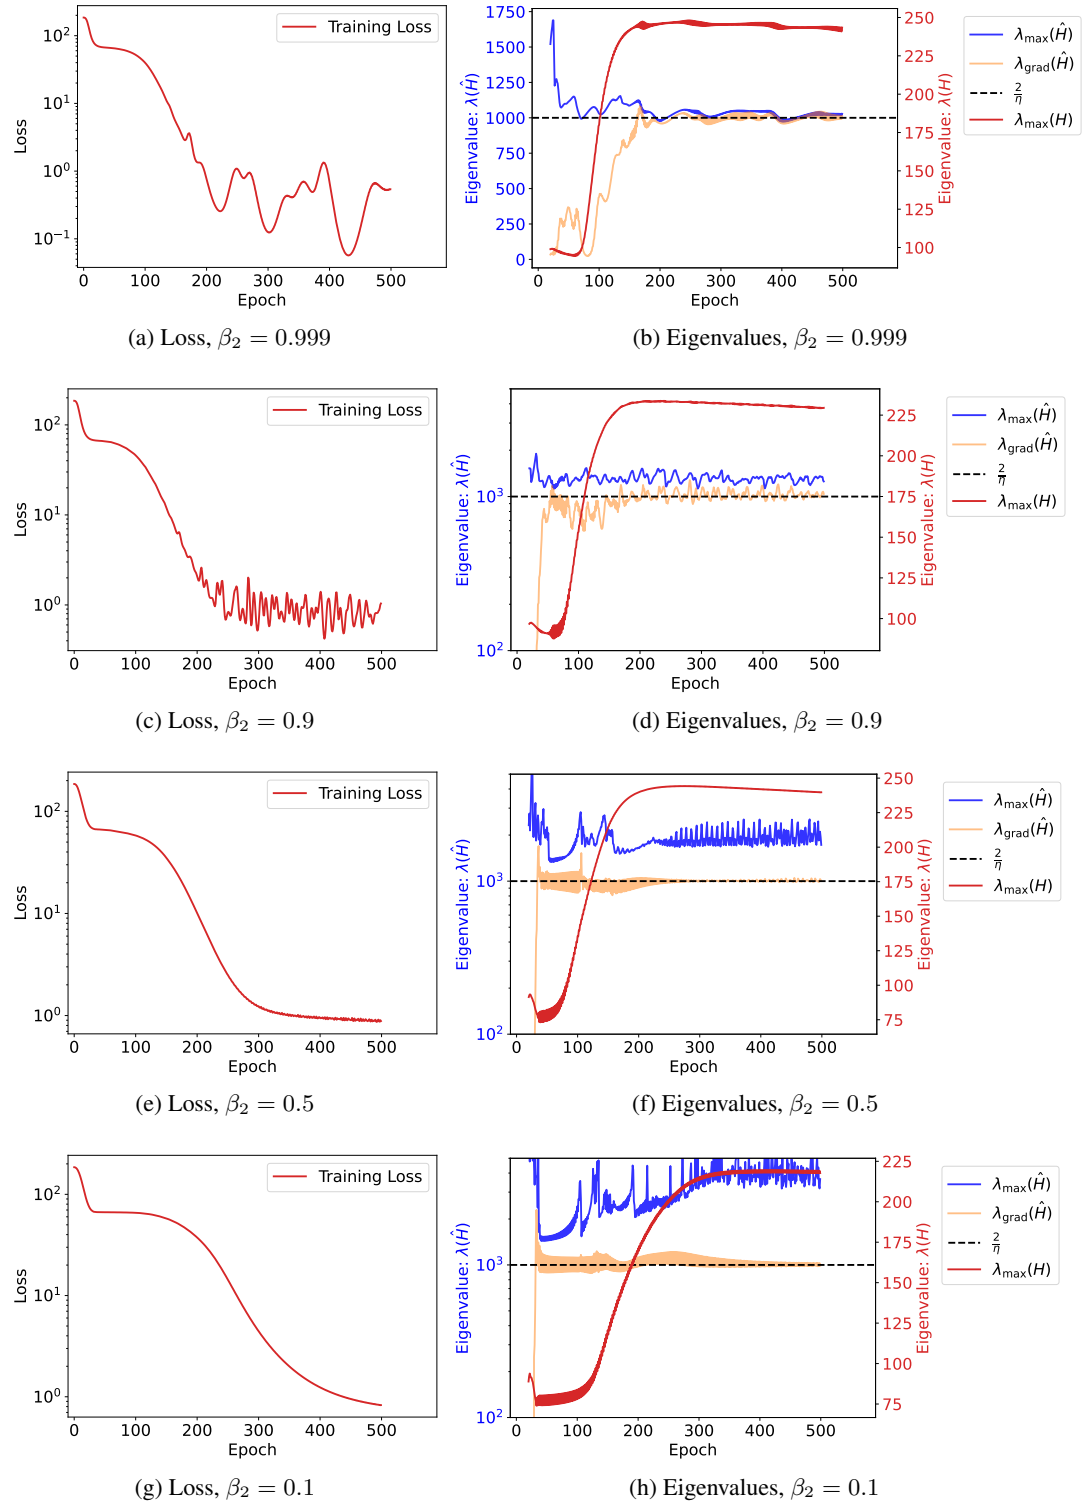 10²
10¹
10⁰
10⁻¹
Loss
0 100 200 300 400 500
Epoch
Training Loss
(a) Loss, β₂ = 0.999
1750
1500
1250
1000
750
500
250
0
Eigenvalue: λ(Ĥ)
250
225
200
175
150
125
100
Eigenvalue: λ(H)
0 100 200 300 400 500
Epoch
λmax(Ĥ)
λgrad(Ĥ)
2/η
λmax(H)
(b) Eigenvalues, β₂ = 0.999
10²
10¹
10⁰
Loss
0 100 200 300 400 500
Epoch
Training Loss
(c) Loss, β₂ = 0.9
10³
10²
Eigenvalue: λ(Ĥ)
225
200
175
150
125
100
Eigenvalue: λ(H)
0 100 200 300 400 500
Epoch
λmax(Ĥ)
λgrad(Ĥ)
2/η
λmax(H)
(d) Eigenvalues, β₂ = 0.9
10²
10¹
10⁰
Loss
0 100 200 300 400 500
Epoch
Training Loss
(e) Loss, β₂ = 0.5
10³
10²
Eigenvalue: λ(Ĥ)
250
225
200
175
150
125
100
75
Eigenvalue: λ(H)
0 100 200 300 400 500
Epoch
λmax(Ĥ)
λgrad(Ĥ)
2/η
λmax(H)
(f) Eigenvalues, β₂ = 0.5
10²
10¹
10⁰
Loss
0 100 200 300 400 500
Epoch
Training Loss
(g) Loss, β₂ = 0.1
10³
10²
Eigenvalue: λ(Ĥ)
225
200
175
150
125
100
75
Eigenvalue: λ(H)
0 100 200 300 400 500
Epoch
λmax(Ĥ)
λgrad(Ĥ)
2/η
λmax(H)
(h) Eigenvalues, β₂ = 0.1